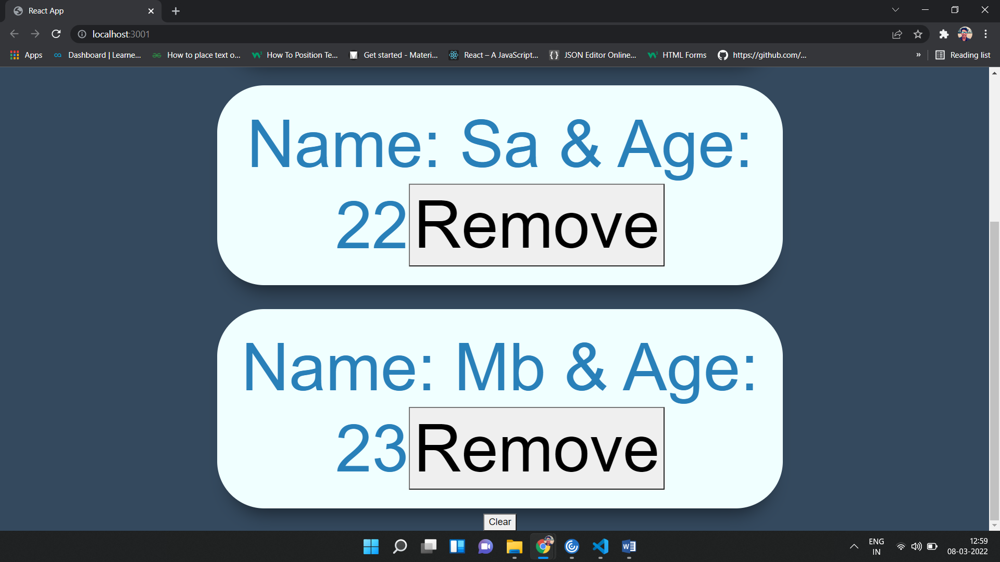 React App
localhost:3001
Apps
Dashboard | Learne...
How to place text o...
How To Position Te...
Get started - Materi...
React – A JavaScript...
JSON Editor Online...
HTML Forms
https://github.com/...
»
Reading list
Name: Sa & Age:
22 Remove
Name: Mb & Age:
23 Remove
Clear
ENG
IN
12:59
08-03-2022